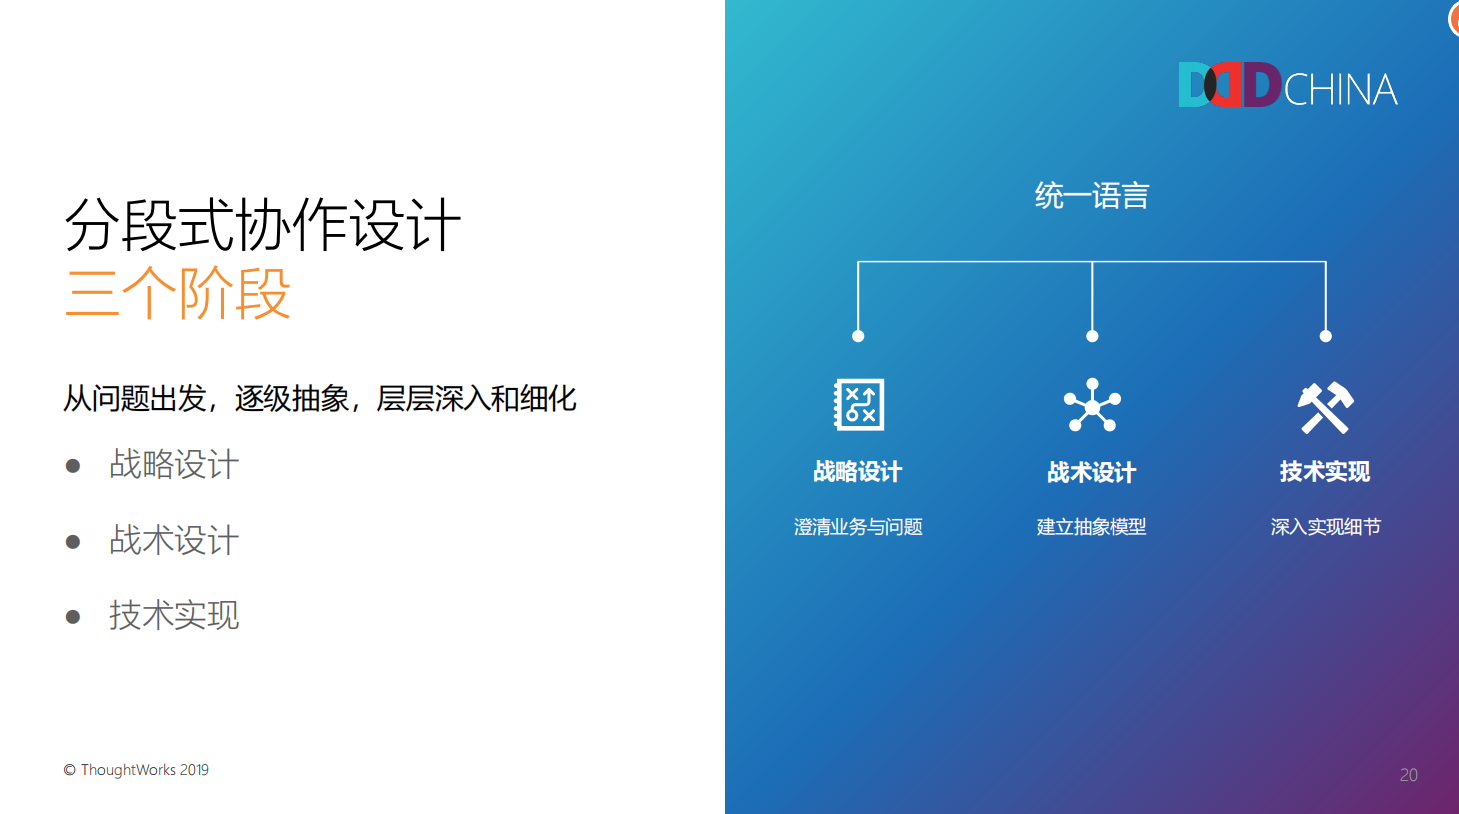 分段式协作设计
三个阶段
从问题出发，逐级抽象，层层深入和细化
● 战略设计
● 战术设计
● 技术实现
© ThoughtWorks 2019
DDD CHINA
统一语言
战略设计
澄清业务与问题
战术设计
建立抽象模型
技术实现
深入实现细节
20